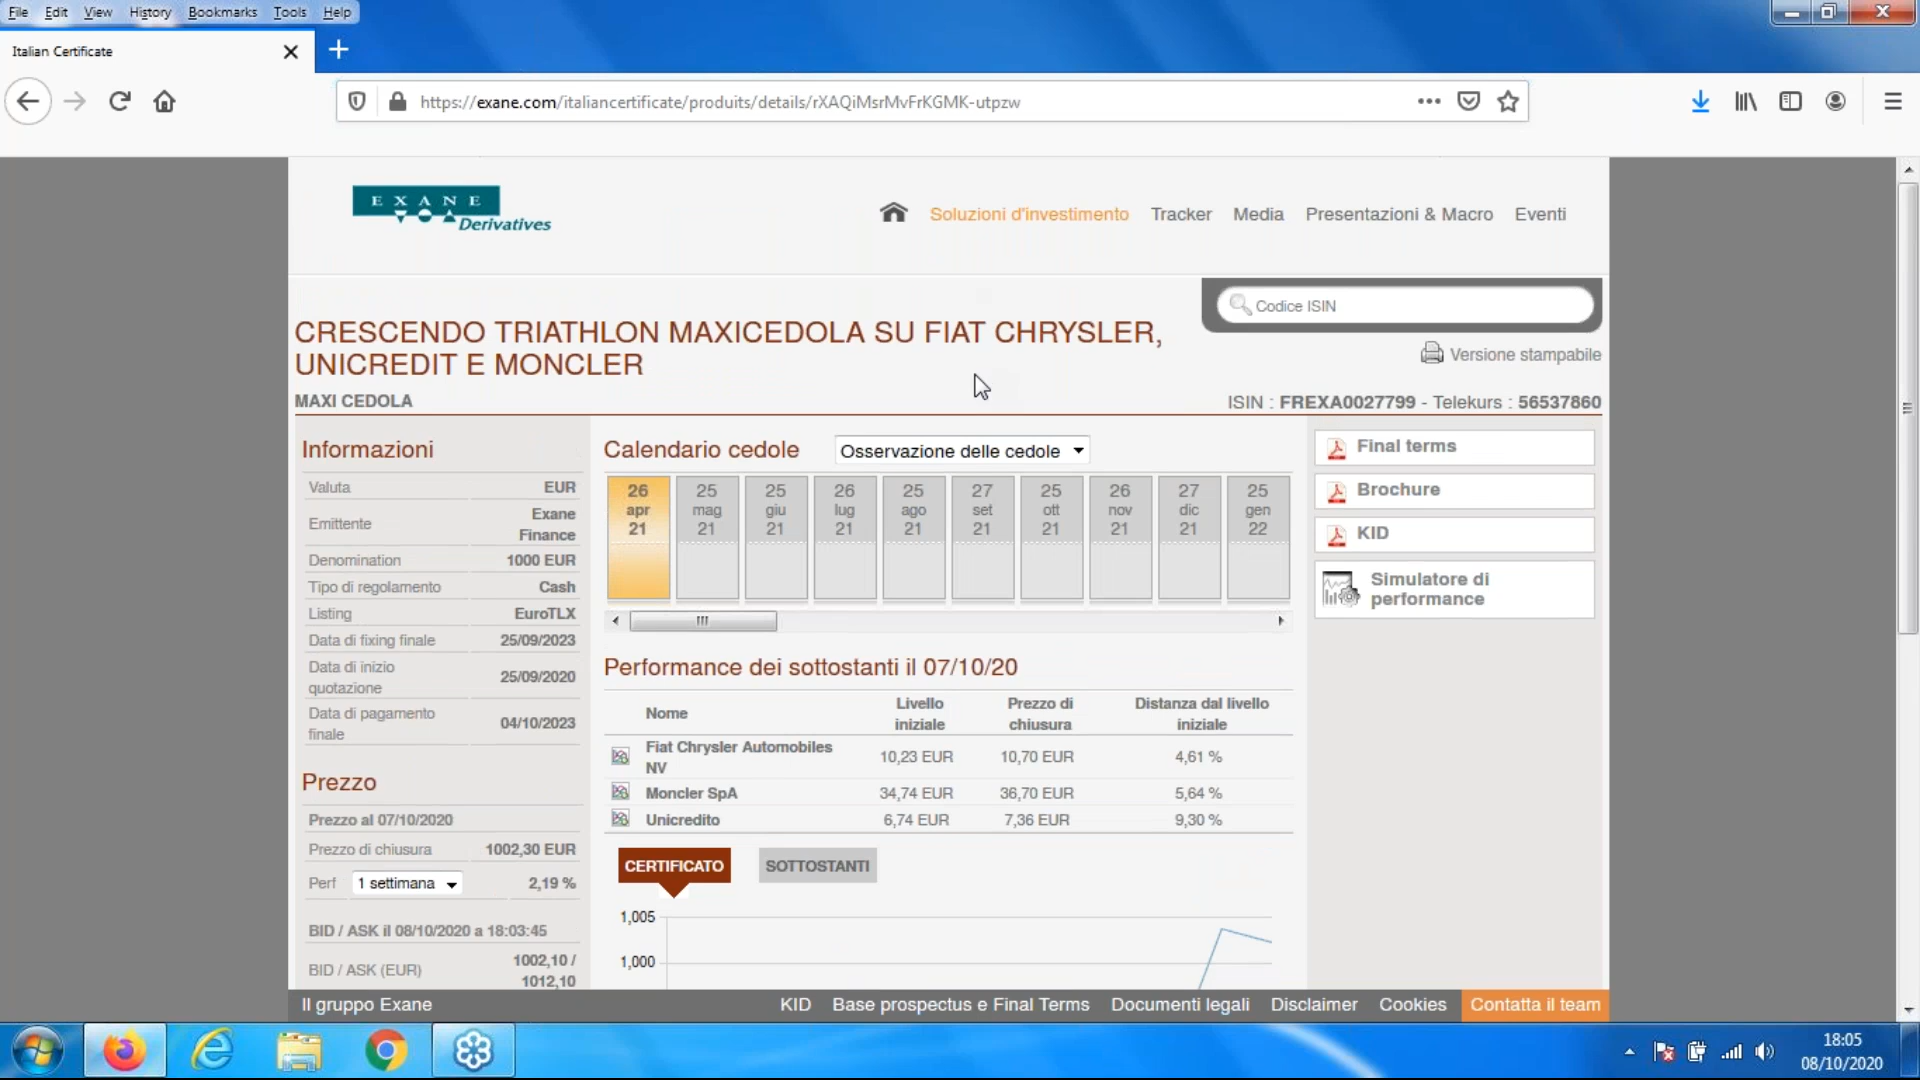 File Edit View History Bookmarks Tools Help
Italian Certificate
https://exane.com/italiancertificate/produits/details/rXAQiMsrMvFrKGMK-utpzw
EXANE
Derivatives
Soluzioni d'investimento Tracker Media Presentazioni & Macro Eventi
Codice ISIN
CRESCENDO TRIATHLON MAXICEDOLA SU FIAT CHRYSLER,
UNICREDIT E MONCLER
Versione stampabile
MAXI CEDOLA
ISIN : FREXA0027799 - Telekurs : 56537860
Informazioni
Valuta EUR
Emittente Exane
Finance
Denomination 1000 EUR
Tipo di regolamento Cash
Listing EuroTLX
Data di fixing finale 25/09/2023
Data di inizio
quotazione 25/09/2020
Data di pagamento
finale 04/10/2023
Prezzo
Prezzo al 07/10/2020
Prezzo di chiusura 1002,30 EUR
Perf 1 settimana 2,19 %
BID / ASK il 08/10/2020 a 18:03:45
BID / ASK (EUR) 1002,10 /
1012,10
Calendario cedole Osservazione delle cedole
26 25 25 26 25 27 25 26 27 25
apr mag giu lug ago set ott nov dic gen
21 21 21 21 21 21 21 21 21 22
Performance dei sottostanti il 07/10/20
Nome Livello
iniziale Prezzo di
chiusura Distanza dal livello
iniziale
Fiat Chrysler Automobiles
NV 10,23 EUR 10,70 EUR 4,61 %
Moncler SpA 34,74 EUR 36,70 EUR 5,64 %
Unicredito 6,74 EUR 7,36 EUR 9,30 %
CERTIFICATO SOTTOSTANTI
1,005
1,000
Final terms
Brochure
KID
Simulatore di
performance
Il gruppo Exane KID Base prospectus e Final Terms Documenti legali Disclaimer Cookies Contatta il team
18:05
08/10/2020